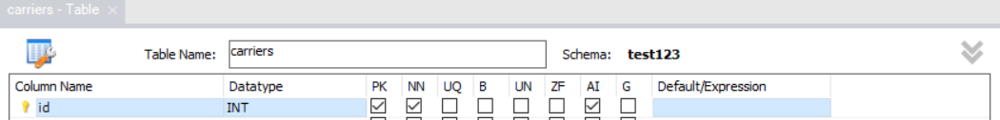 carriers - Table ×
Table Name: carriers Schema: test123
Column Name Datatype PK NN UQ B UN ZF AI G Default/Expression
id INT